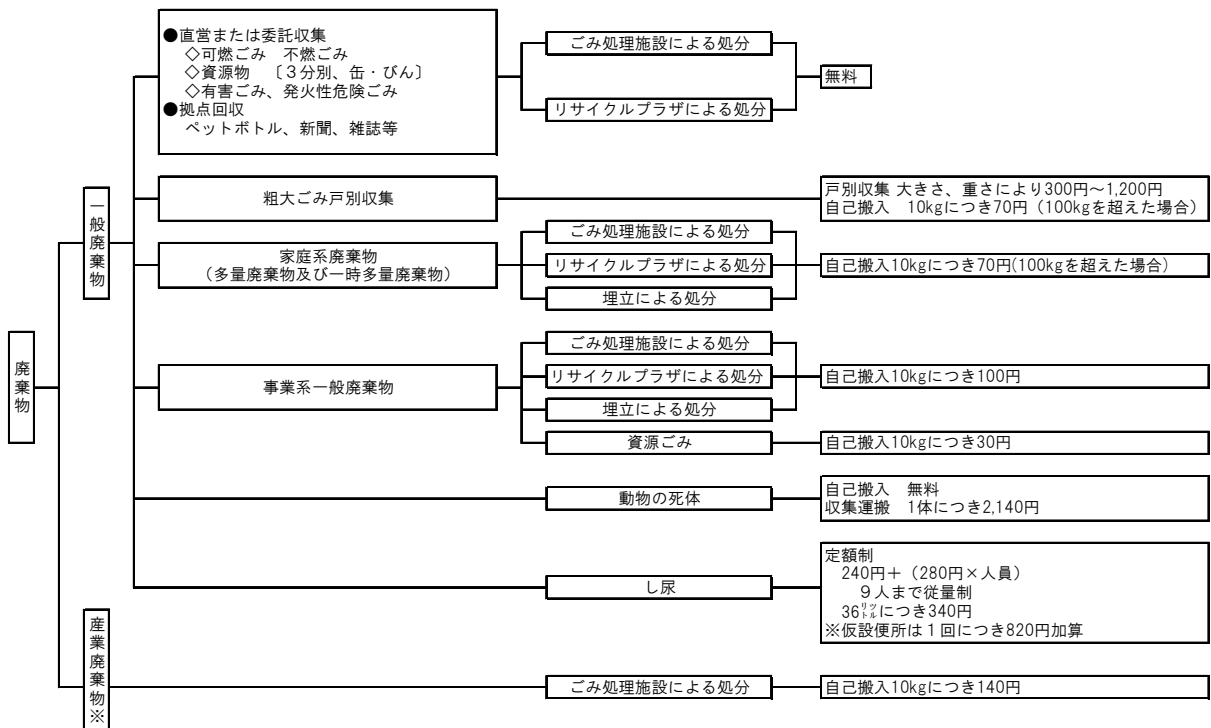 廃棄物
一般廃棄物
●直営または委託収集
◇可燃ごみ　不燃ごみ
◇資源物　〔３分別、缶・びん〕
◇有害ごみ、発火性危険ごみ
●拠点回収
ペットボトル、新聞、雑誌等
ごみ処理施設による処分
リサイクルプラザによる処分
無料
粗大ごみ戸別収集
戸別収集 大きさ、重さにより300円～1,200円
自己搬入　10kgにつき70円（100kgを超えた場合）
家庭系廃棄物
（多量廃棄物及び一時多量廃棄物）
ごみ処理施設による処分
リサイクルプラザによる処分
埋立による処分
自己搬入10kgにつき70円(100kgを超えた場合)
事業系一般廃棄物
ごみ処理施設による処分
リサイクルプラザによる処分
埋立による処分
自己搬入10kgにつき100円
資源ごみ
自己搬入10kgにつき30円
動物の死体
自己搬入　無料
収集運搬　1体につき2,140円
し尿
定額制
240円＋（280円×人員）
９人まで従量制
36㍑につき340円
※仮設便所は１回につき820円加算
産業廃棄物※
ごみ処理施設による処分
自己搬入10kgにつき140円